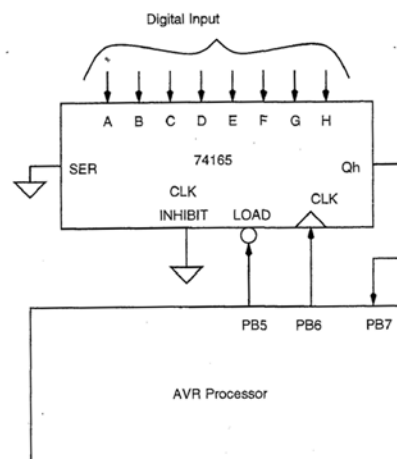 Digital Input
A B C D E F G H
SER 74165 Qh
CLK CLK
INHIBIT LOAD
PB5 PB6 PB7
AVR Processor